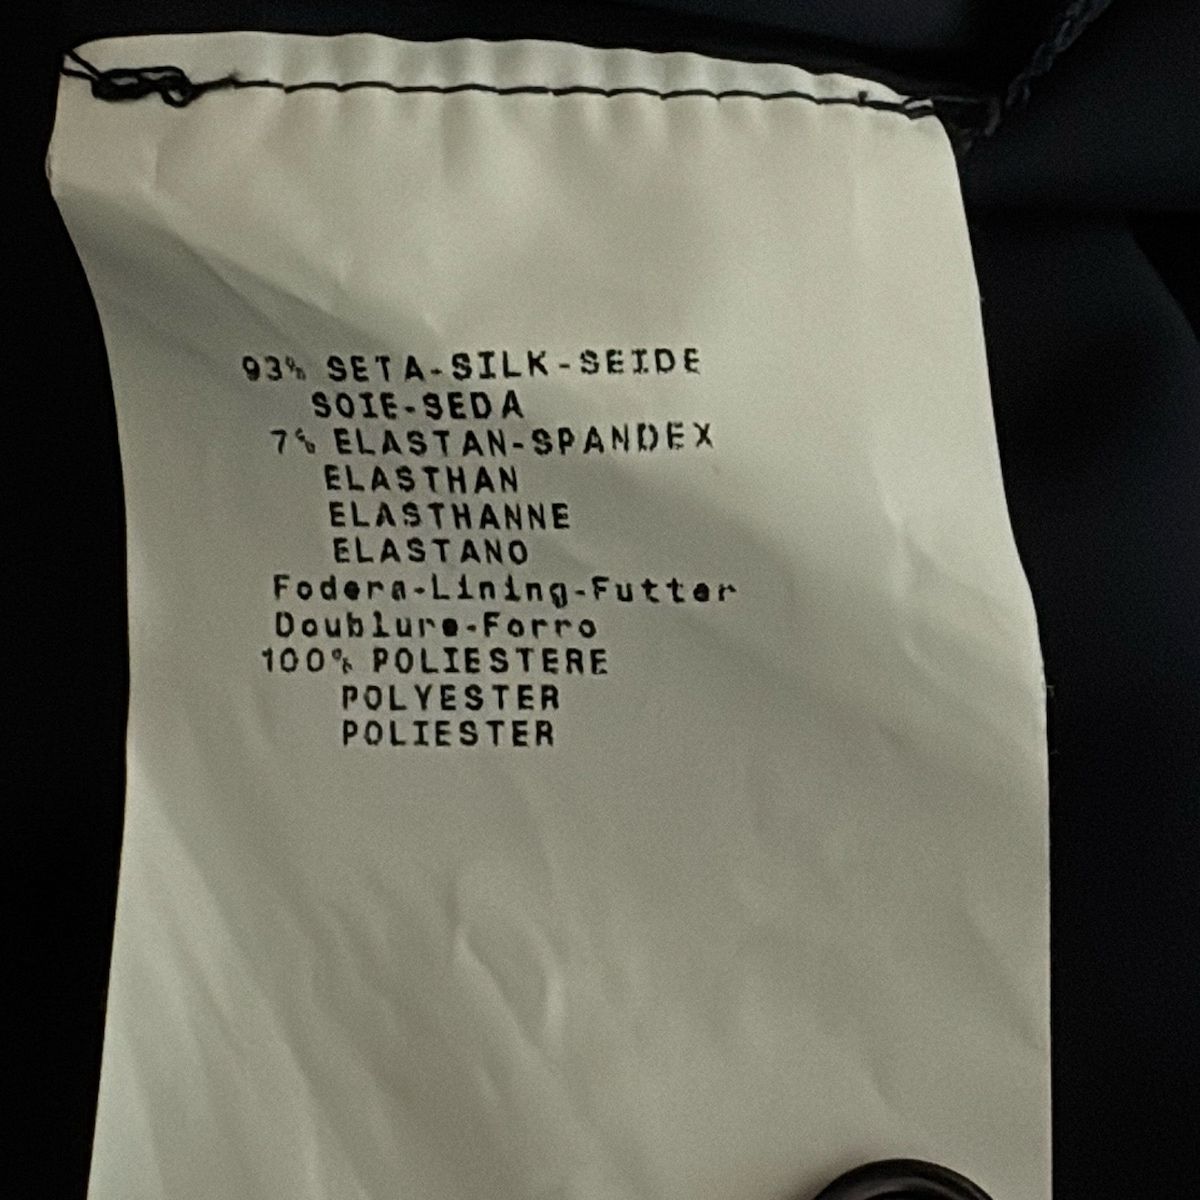 93% SETA-SILK-SEIDE
SOIE-SEDA
7% ELASTAN-SPANDEX
ELASTHAN
ELASTHANNE
ELASTANO
Fodera-Lining-Futter
Doublure-Forro
100% POLIESTERE
POLYESTER
POLIESTER